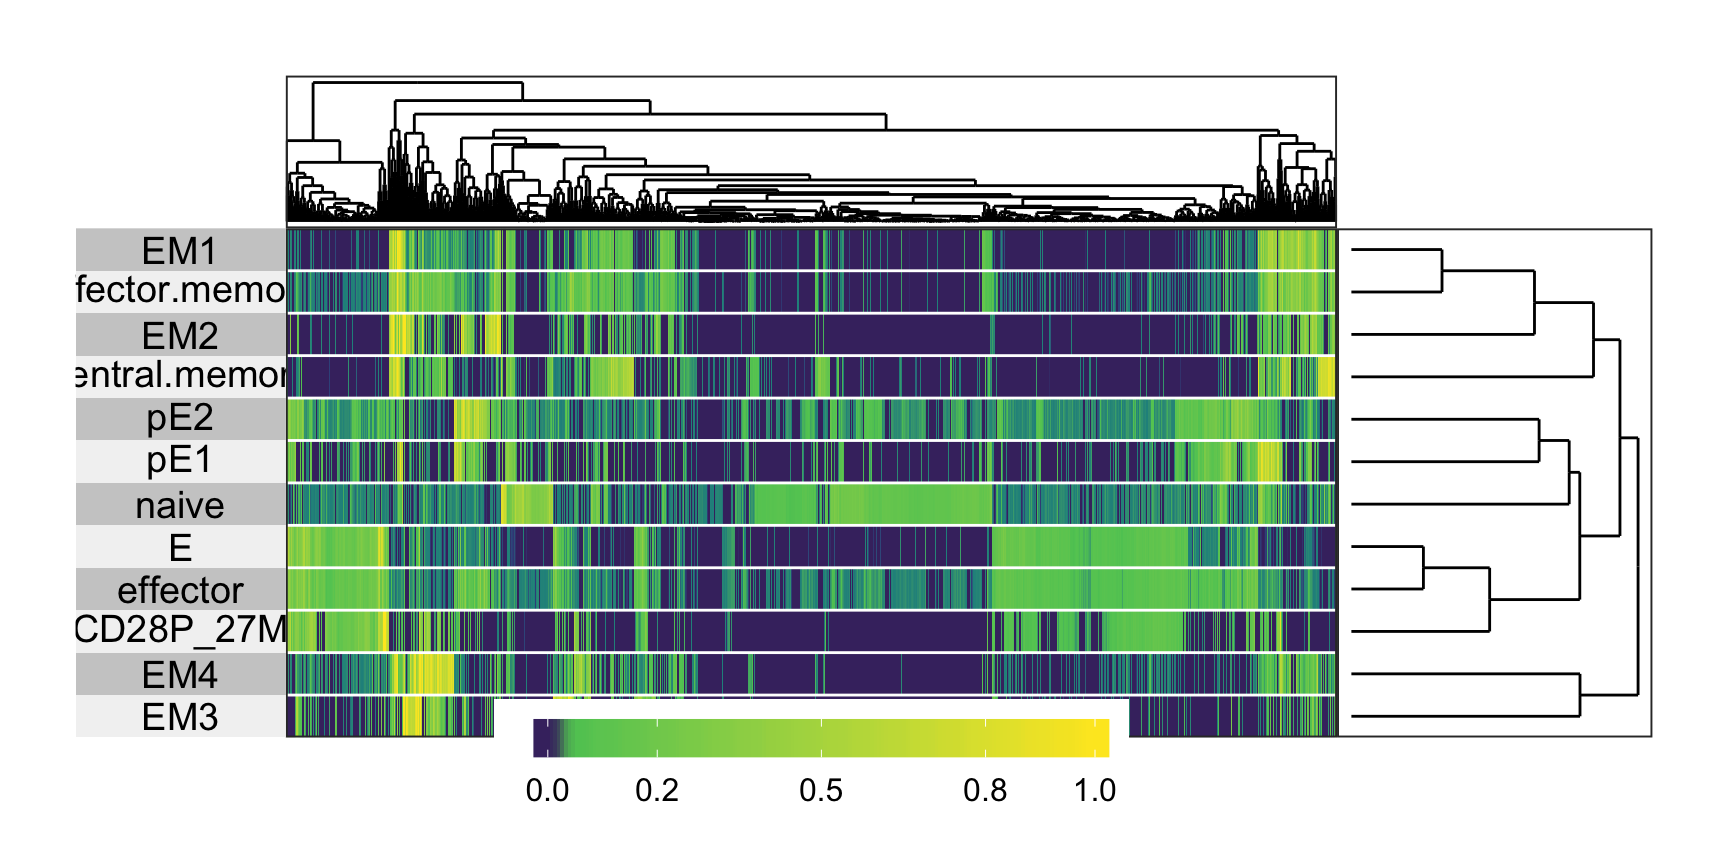 EM1
fector.memo
EM2
entral.memor
pE2
pE1
naive
E
effector
CD28P_27M
EM4
EM3
0.0 0.2 0.5 0.8 1.0